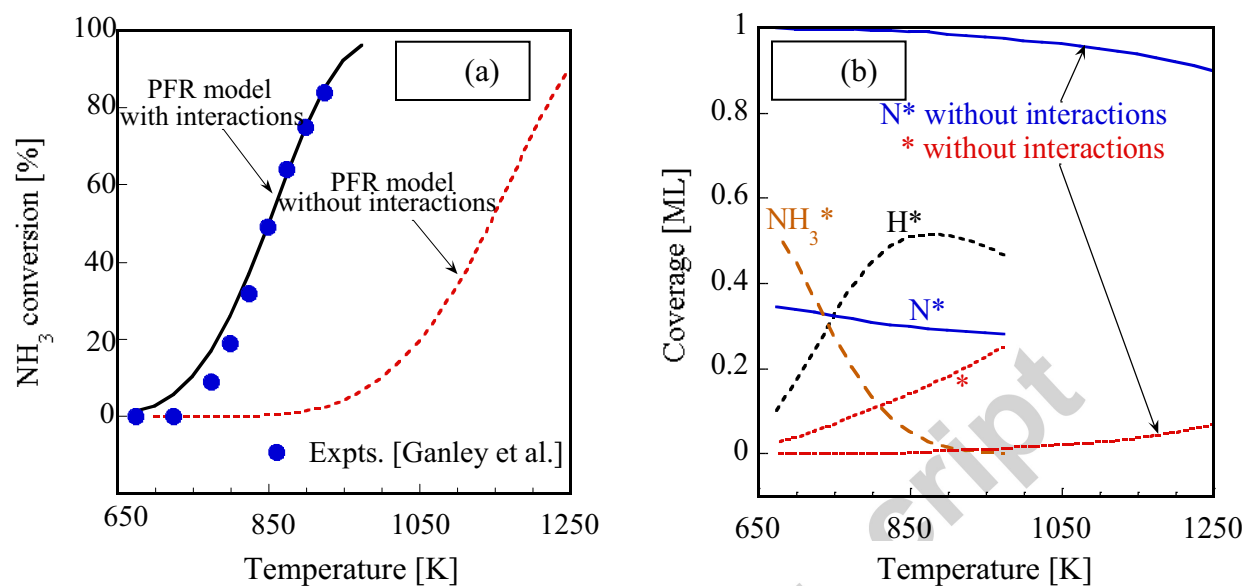 (a)
PFR model
with interactions
PFR model
without interactions
Expts. [Ganley et al.]
NH3 conversion [%]
100
80
60
40
20
0
650
850
1050
1250
Temperature [K]
(b)
N* without interactions
* without interactions
NH3*
H*
N*
*
Coverage [ML]
1
0.8
0.6
0.4
0.2
0
650
850
1050
1250
Temperature [K]
script